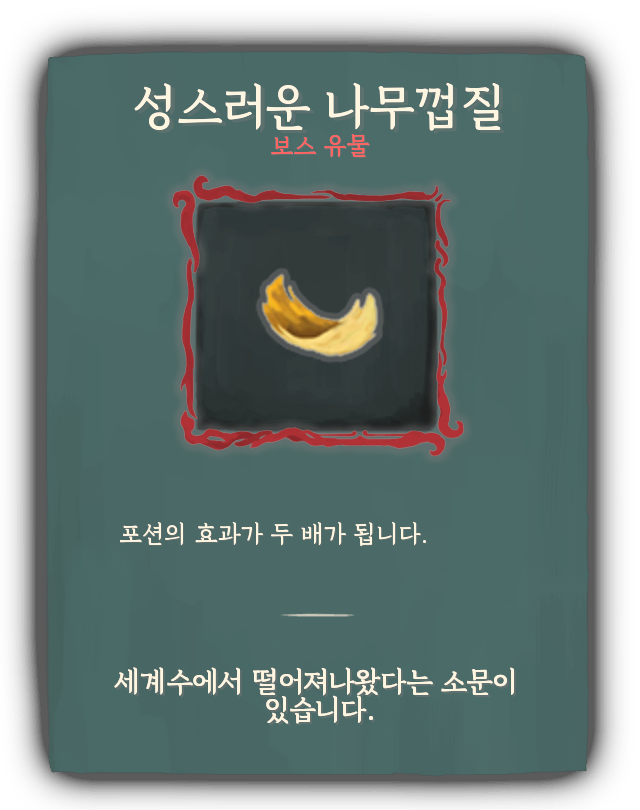 성스러운 나무껍질
보스 유물
포션의 효과가 두 배가 됩니다.
세계수에서 떨어져나왔다는 소문이
있습니다.